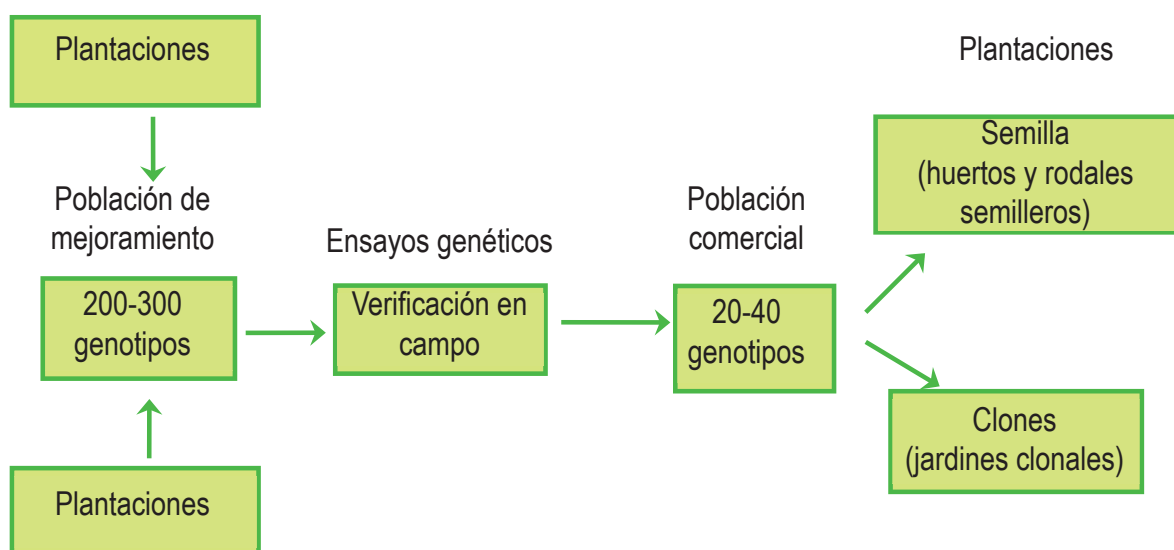 Plantaciones
Población de
mejoramiento
200-300
genotipos
Plantaciones
Ensayos genéticos
Verificación en
campo
Población
comercial
20-40
genotipos
Plantaciones
Semilla
(huertos y rodales
semilleros)
Clones
(jardines clonales)